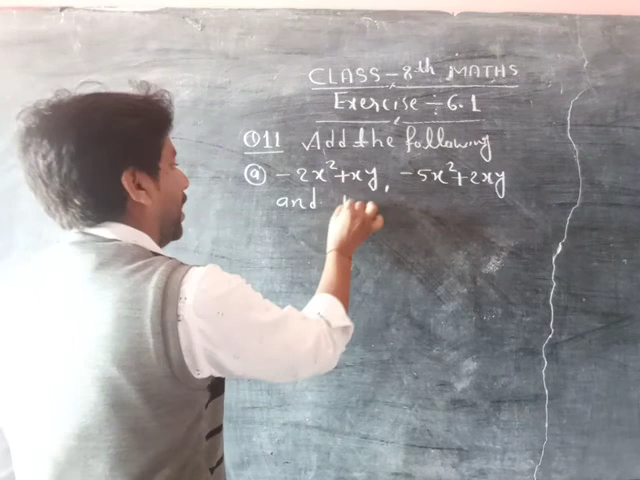 CLASS - 8th MATHS
Exercise ÷ 6.1
Q11 Add the following
(a) - 2x²+xy, -5x²+2xy
and